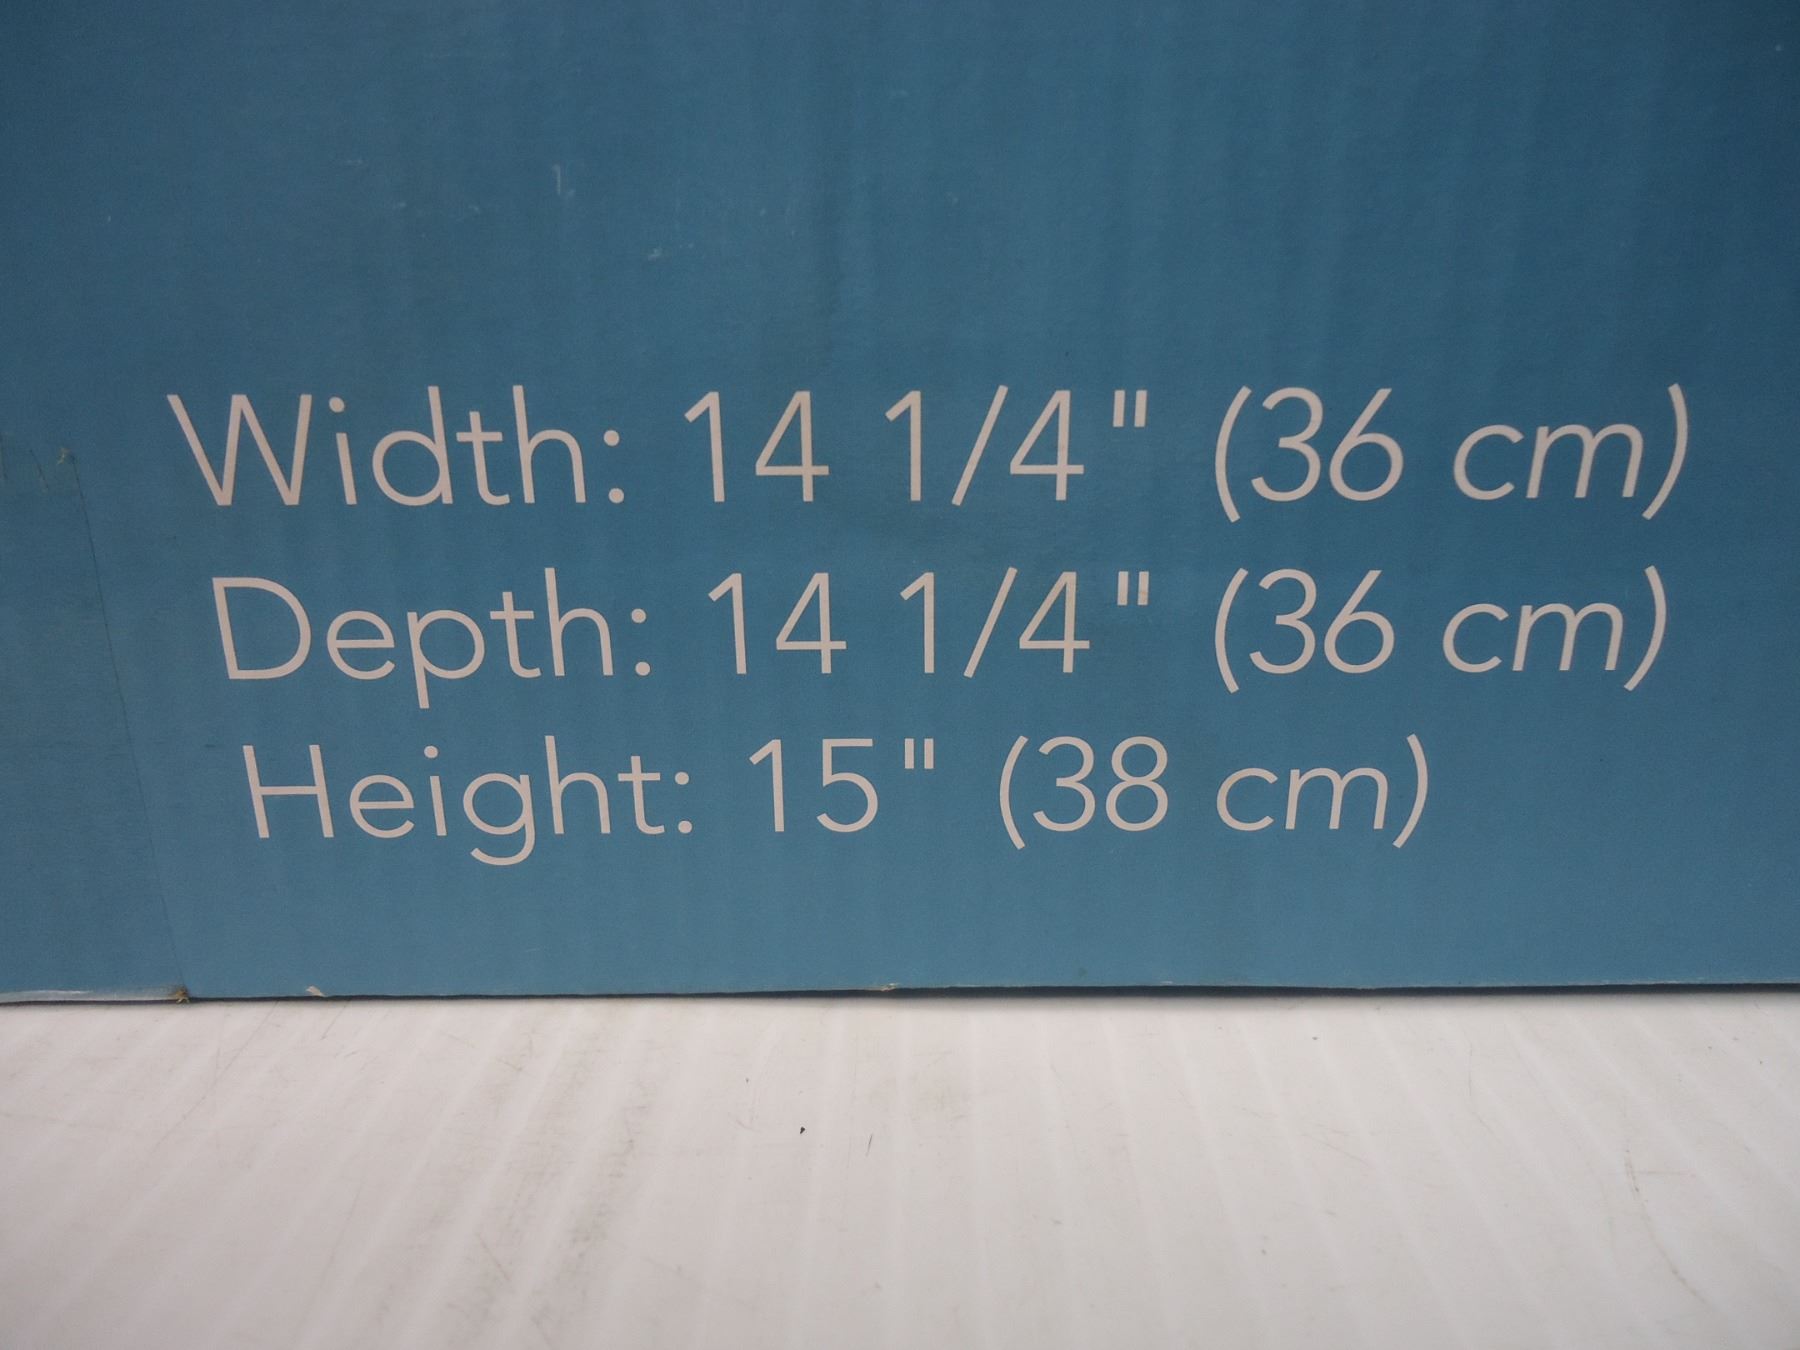 Width: 14 1/4" (36 cm)
Depth: 14 1/4" (36 cm)
Height: 15" (38 cm)